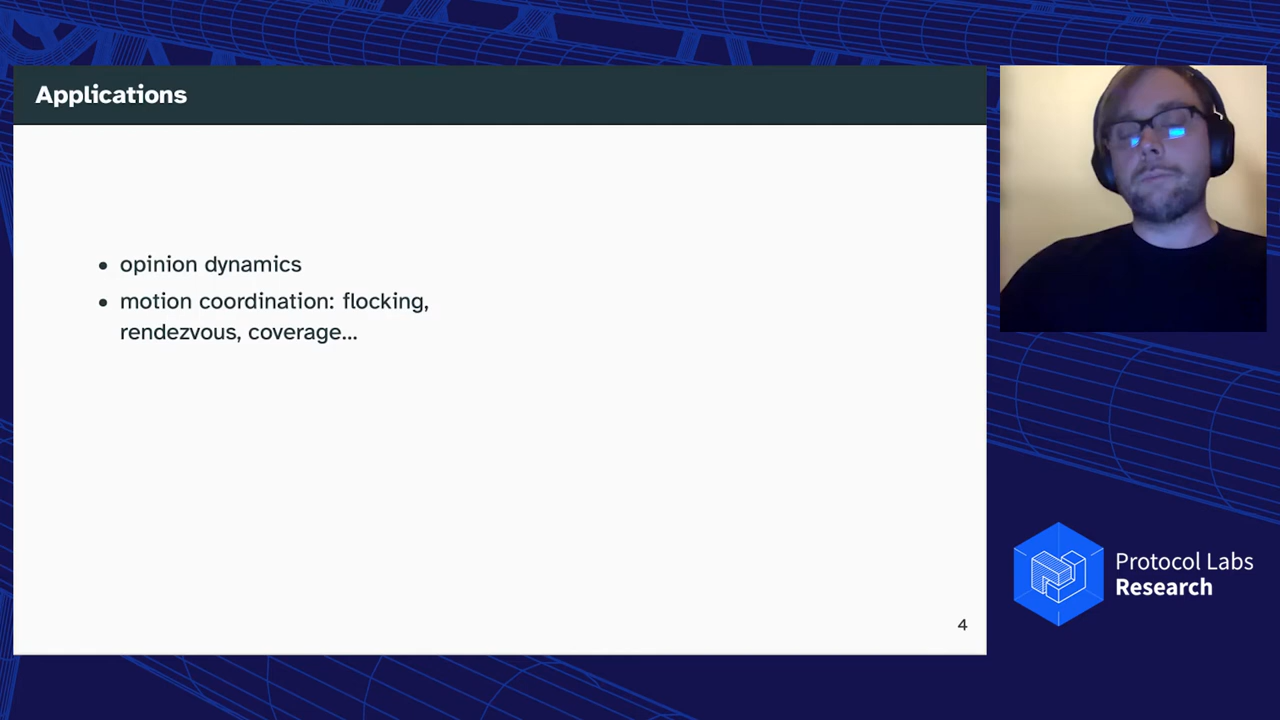 Applications
• opinion dynamics
• motion coordination: flocking,
rendezvous, coverage...
4
Protocol Labs
Research